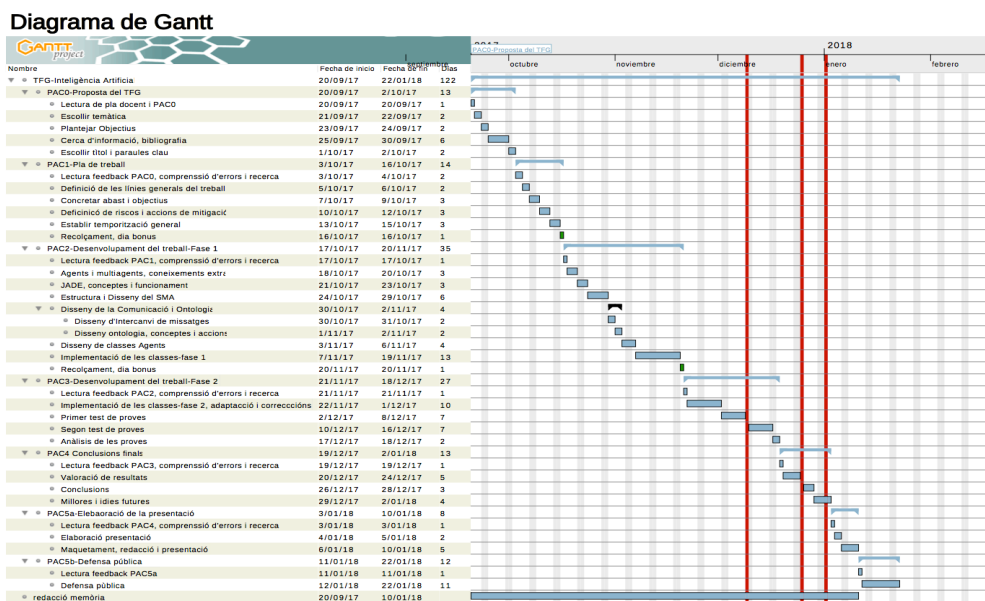 Diagrama de Gantt
GANTT project
2017
2018
PAC0-Proposta del TFG
septiembre octubre noviembre diciembre enero febrero
Nombre Fecha de inicio Fecha de fin Días
TFG-Inteligència Artificia 20/09/17 22/01/18 122
PAC0-Proposta del TFG 20/09/17 2/10/17 13
Lectura de pla docent i PAC0 20/09/17 20/09/17 1
Escollir temàtica 21/09/17 22/09/17 2
Plantejar Objectius 23/09/17 24/09/17 2
Cerca d'informació, bibliografia 25/09/17 30/09/17 6
Escollir títol i paraules clau 1/10/17 2/10/17 2
PAC1-Pla de treball 3/10/17 16/10/17 14
Lectura feedback PAC0, comprenssió d'errors i recerca 3/10/17 4/10/17 2
Definició de les línies generals del treball 5/10/17 6/10/17 2
Concretar abast i objectius 7/10/17 9/10/17 3
Deficinicó de riscos i accions de mitigació 10/10/17 12/10/17 3
Establir temporització general 13/10/17 15/10/17 3
Recolçament, dia bonus 16/10/17 16/10/17 1
PAC2-Desenvolupament del treball-Fase 1 17/10/17 20/11/17 35
Lectura feedback PAC1, comprenssió d'errors i recerca 17/10/17 17/10/17 1
Agents i multiagents, coneixements extra 18/10/17 20/10/17 3
JADE, conceptes i funcionament 21/10/17 23/10/17 3
Estructura i Disseny del SMA 24/10/17 29/10/17 6
Disseny de la Comunicació i Ontologia 30/10/17 2/11/17 4
Disseny d'Intercanvi de missatges 30/10/17 31/10/17 2
Disseny ontologia, conceptes i accions 1/11/17 2/11/17 2
Disseny de classes Agents 3/11/17 6/11/17 4
Implementació de les classes-fase 1 7/11/17 19/11/17 13
Recolçament, dia bonus 20/11/17 20/11/17 1
PAC3-Desenvolupament del treball-Fase 2 21/11/17 18/12/17 27
Lectura feedback PAC2, comprenssió d'errors i recerca 21/11/17 21/11/17 1
Implementació de les classes-fase 2, adaptacció i correcccións 22/11/17 1/12/17 10
Primer test de proves 2/12/17 8/12/17 7
Segon test de proves 10/12/17 16/12/17 7
Anàlisis de les proves 17/12/17 18/12/17 2
PAC4 Conclusions finals 19/12/17 2/01/18 13
Lectura feedback PAC3, comprenssió d'errors i recerca 19/12/17 19/12/17 1
Valoració de resultats 20/12/17 24/12/17 5
Conclusions 26/12/17 28/12/17 3
Millores i idies futures 29/12/17 2/01/18 4
PAC5a-Elebaoració de la presentació 3/01/18 10/01/18 8
Lectura feedback PAC4, comprenssió d'errors i recerca 3/01/18 3/01/18 1
Elaboració presentació 4/01/18 5/01/18 2
Maquetament, redacció i presentació 6/01/18 10/01/18 5
PAC5b-Defensa pública 11/01/18 22/01/18 12
Lectura feedback PAC5a 11/01/18 11/01/18 1
Defensa pública 12/01/18 22/01/18 11
redacció memòria 20/09/17 10/01/18